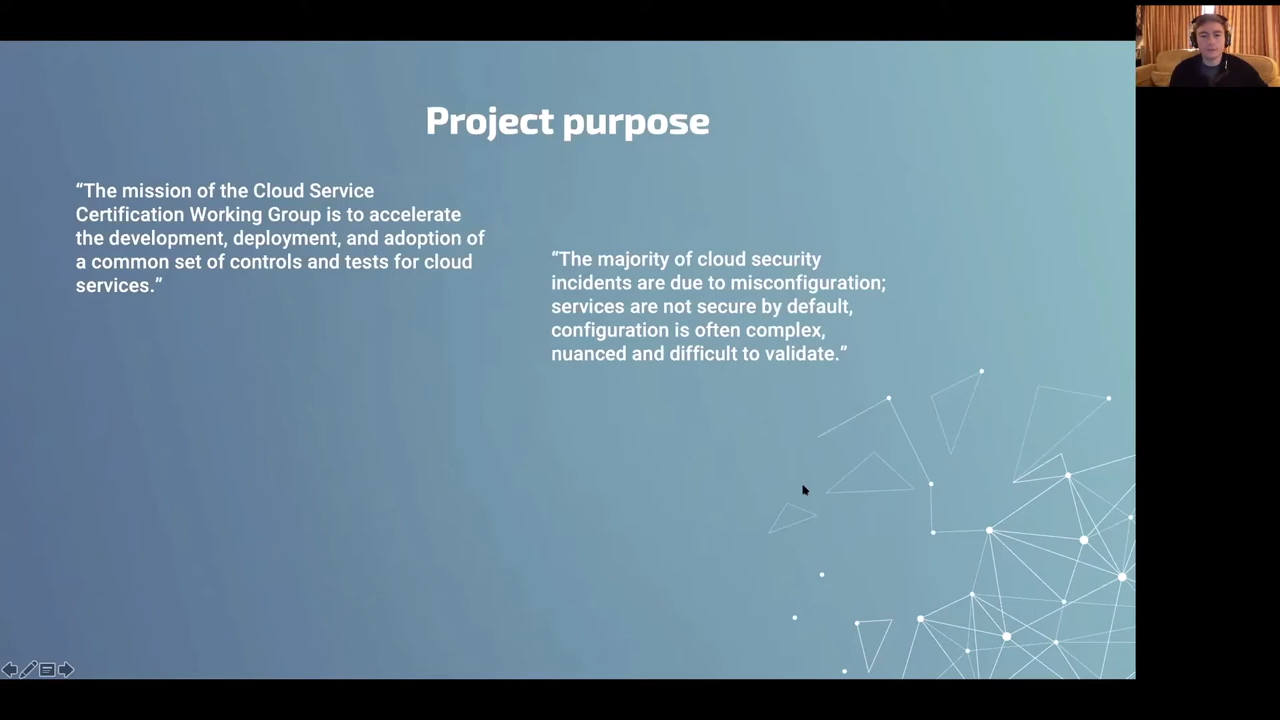 Project purpose
“The mission of the Cloud Service
Certification Working Group is to accelerate
the development, deployment, and adoption of
a common set of controls and tests for cloud
services.”
“The majority of cloud security
incidents are due to misconfiguration;
services are not secure by default,
configuration is often complex,
nuanced and difficult to validate.”